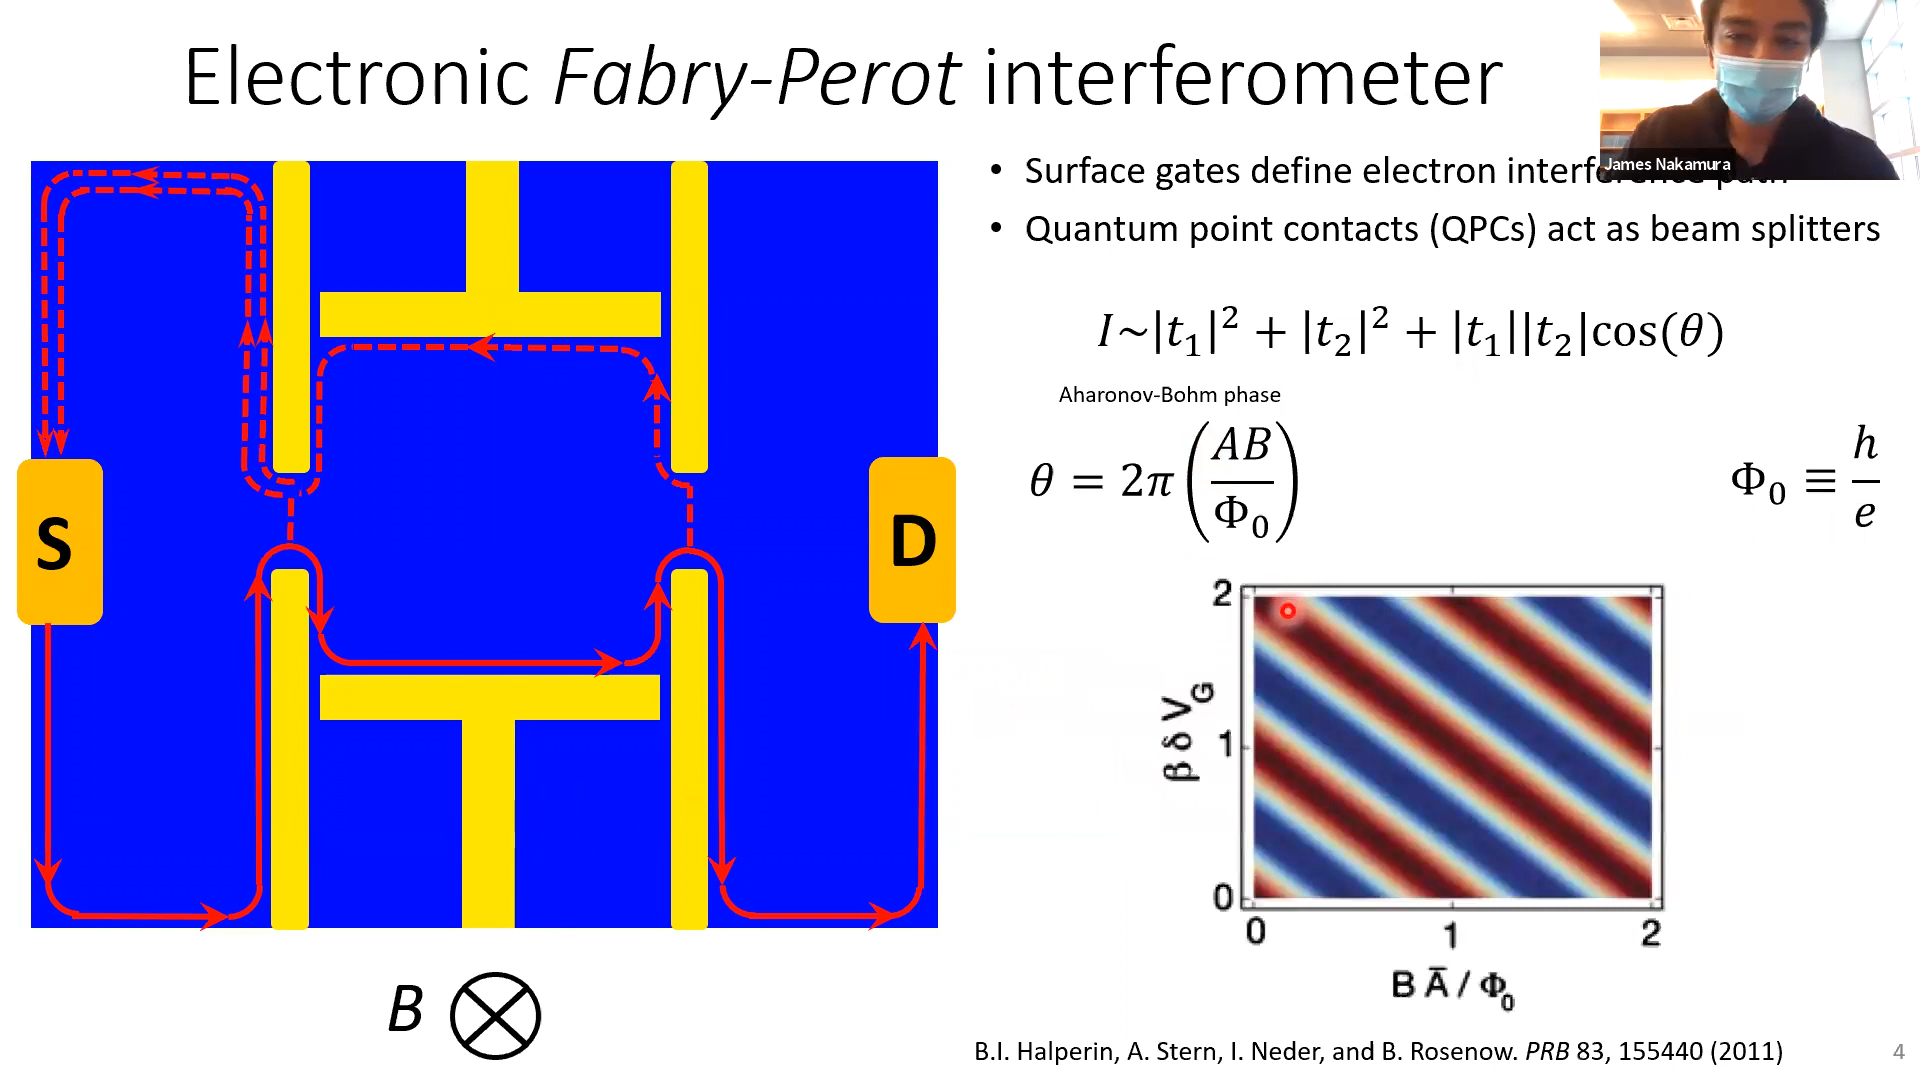 Electronic Fabry-Perot interferometer
James Nakamura
• Surface gates define electron interference path
• Quantum point contacts (QPCs) act as beam splitters
I~|t₁|² + |t₂|² + |t₁||t₂|cos(θ)
Aharonov-Bohm phase
θ = 2π(AB/Φ₀)
Φ₀ ≡ h/e
S
D
B
2
1
0
β δ V_G
0 1 2
B Ā / Φ₀
B.I. Halperin, A. Stern, I. Neder, and B. Rosenow. PRB 83, 155440 (2011)
4